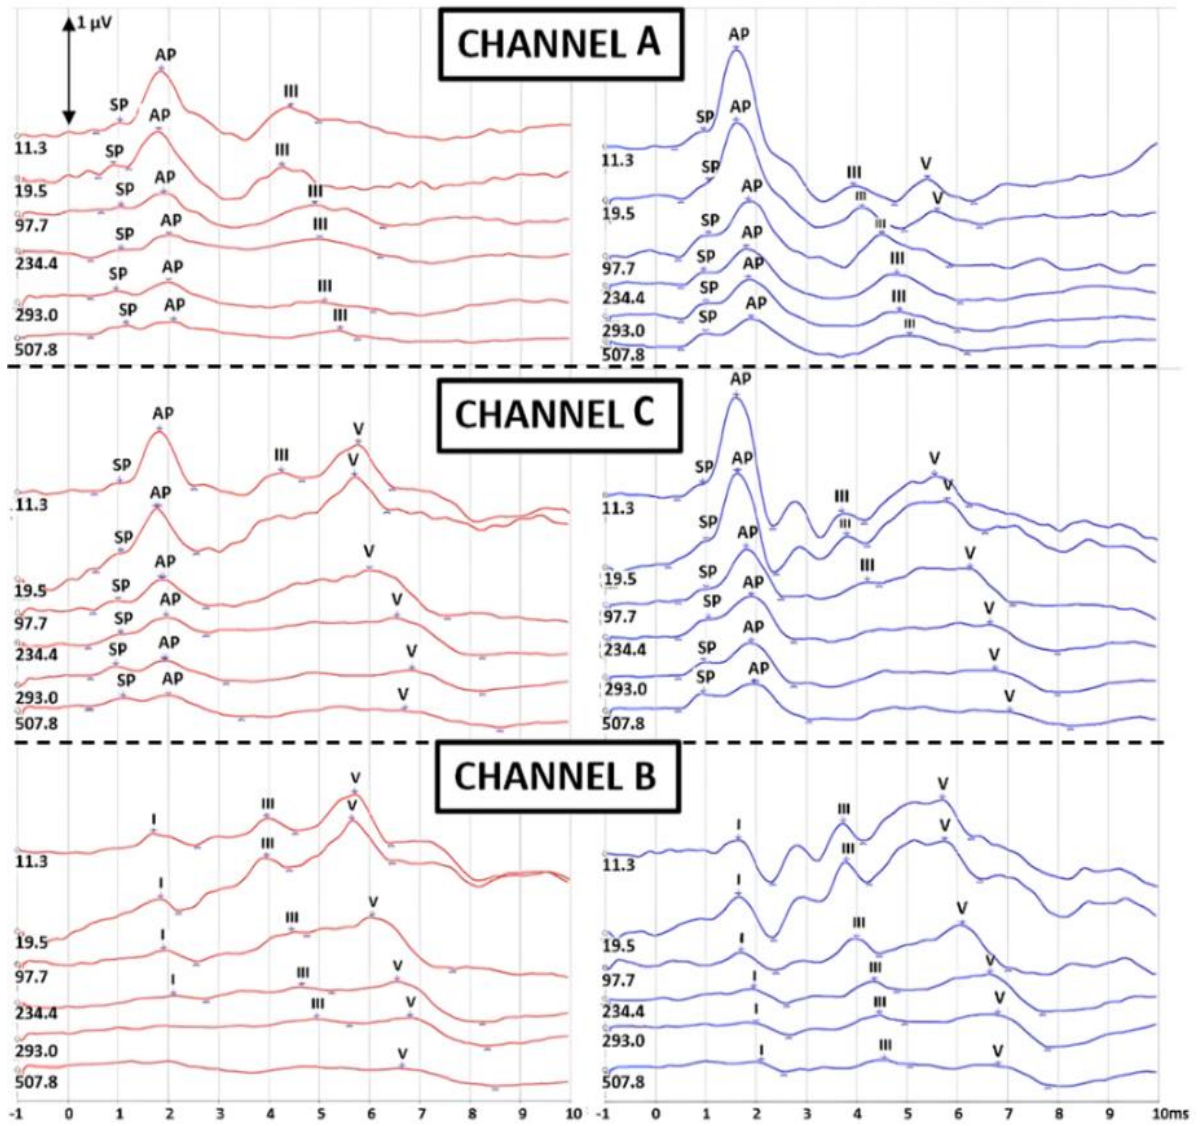 1 µV
CHANNEL A
AP
SP
III
11.3
AP
SP
III
19.5
AP
SP
III
97.7
AP
SP
III
234.4
AP
SP
III
293.0
AP
SP
III
507.8
AP
SP
III
V
11.3
AP
SP
III
V
19.5
AP
SP
III
97.7
AP
SP
III
234.4
AP
SP
III
293.0
AP
SP
III
507.8
CHANNEL C
AP
SP
III
V
11.3
AP
SP
V
19.5
AP
SP
V
97.7
AP
SP
V
234.4
AP
SP
V
293.0
SP
V
507.8
AP
SP
III
V
11.3
AP
SP
III
V
19.5
AP
SP
III
V
97.7
AP
SP
V
234.4
AP
SP
V
293.0
AP
SP
V
507.8
CHANNEL B
I
III
V
11.3
I
III
V
19.5
I
III
V
97.7
I
III
V
234.4
III
V
293.0
V
507.8
I
III
V
11.3
I
III
V
19.5
I
III
V
97.7
I
III
V
234.4
I
III
V
293.0
I
III
V
507.8
-1 0 1 2 3 4 5 6 7 8 9 10
-1 0 1 2 3 4 5 6 7 8 9 10ms